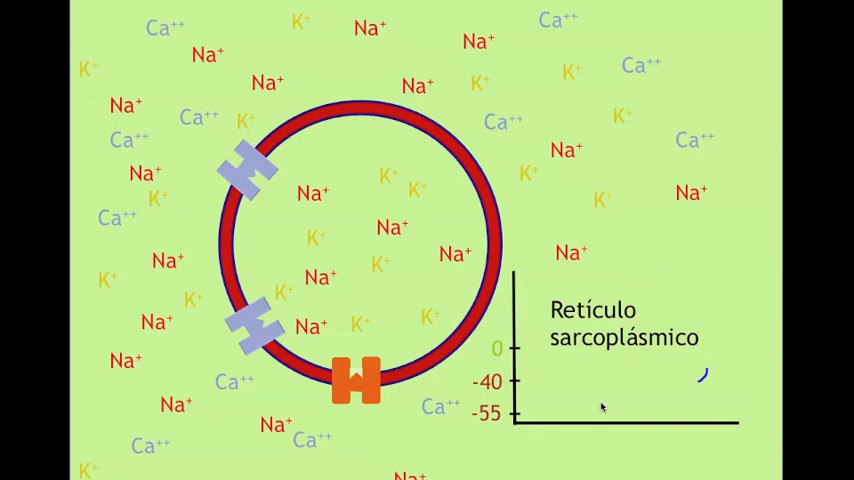 Ca⁺⁺ K⁺ Na⁺ Ca⁺⁺
Na⁺ Na⁺
K⁺ Na⁺ Na⁺ K⁺ K⁺ Ca⁺⁺
Na⁺ Ca⁺⁺ K⁺ Ca⁺⁺ K⁺
Ca⁺⁺ Na⁺ Ca⁺⁺
Na⁺ K⁺ K⁺
K⁺ Na⁺ K⁺ K⁺ Na⁺
Ca⁺⁺ Na⁺
K⁺
Na⁺ K⁺ Na⁺ Na⁺
K⁺ K⁺ Na⁺
Na⁺ Na⁺ K⁺ K⁺
Retículo
sarcoplásmico
0
Na⁺
Ca⁺⁺ -40
Na⁺ Ca⁺⁺ -55
Na⁺ Ca⁺⁺
Ca⁺⁺
K⁺ Na⁺